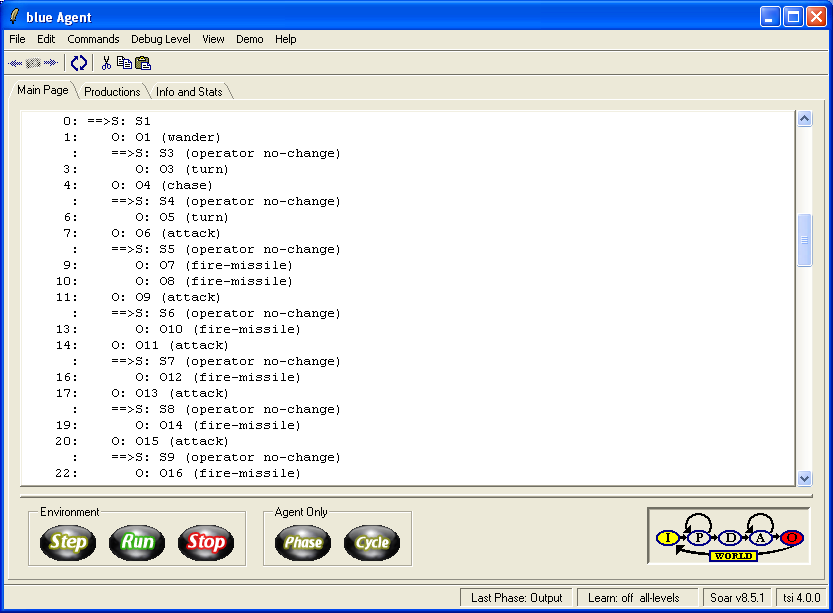 blue Agent
File Edit Commands Debug Level View Demo Help
Main Page Productions Info and Stats
0: ==>S: S1
1: O: O1 (wander)
: ==>S: S3 (operator no-change)
3: O: O3 (turn)
4: O: O4 (chase)
: ==>S: S4 (operator no-change)
6: O: O5 (turn)
7: O: O6 (attack)
: ==>S: S5 (operator no-change)
9: O: O7 (fire-missile)
10: O: O8 (fire-missile)
11: O: O9 (attack)
: ==>S: S6 (operator no-change)
13: O: O10 (fire-missile)
14: O: O11 (attack)
: ==>S: S7 (operator no-change)
16: O: O12 (fire-missile)
17: O: O13 (attack)
: ==>S: S8 (operator no-change)
19: O: O14 (fire-missile)
20: O: O15 (attack)
: ==>S: S9 (operator no-change)
22: O: O16 (fire-missile)
Environment
Step Run Stop
Agent Only
Phase Cycle
I P D A O
WORLD
Last Phase: Output Learn: off all-levels Soar v8.5.1 tsi 4.0.0